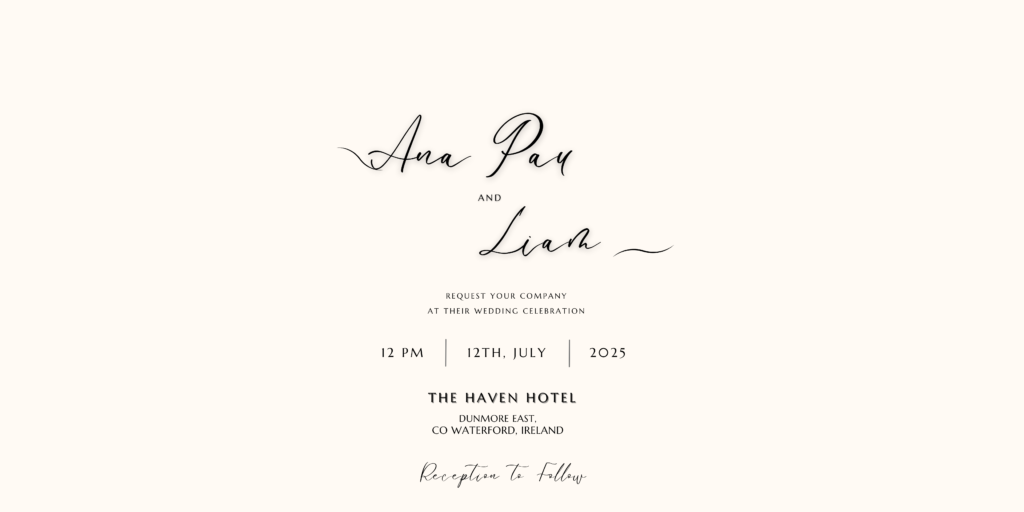 Ana Pau
AND
Liam
REQUEST YOUR COMPANY
AT THEIR WEDDING CELEBRATION
12 PM | 12TH, JULY | 2025
THE HAVEN HOTEL
DUNMORE EAST,
CO WATERFORD, IRELAND
Reception to Follow